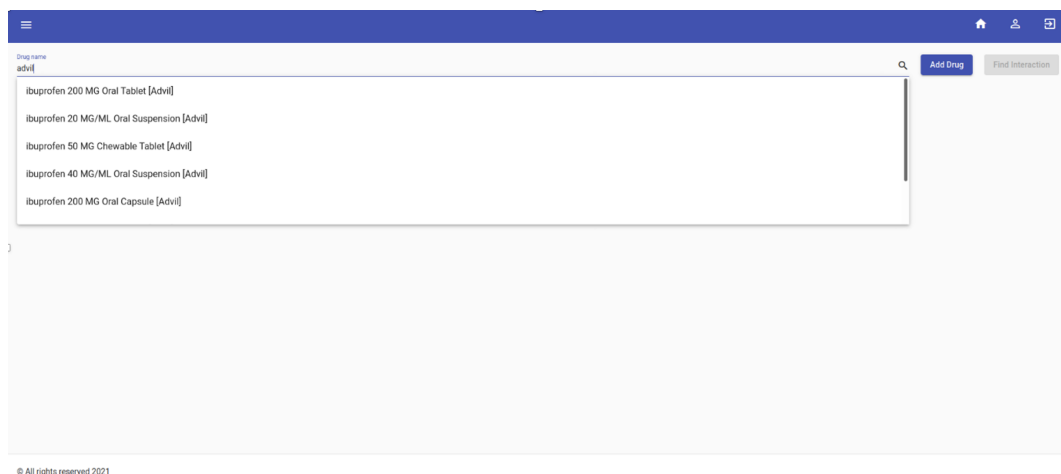 Drug name
advil
Add Drug
Find Interaction
ibuprofen 200 MG Oral Tablet [Advil]
ibuprofen 20 MG/ML Oral Suspension [Advil]
ibuprofen 50 MG Chewable Tablet [Advil]
ibuprofen 40 MG/ML Oral Suspension [Advil]
ibuprofen 200 MG Oral Capsule [Advil]
© All rights reserved 2021